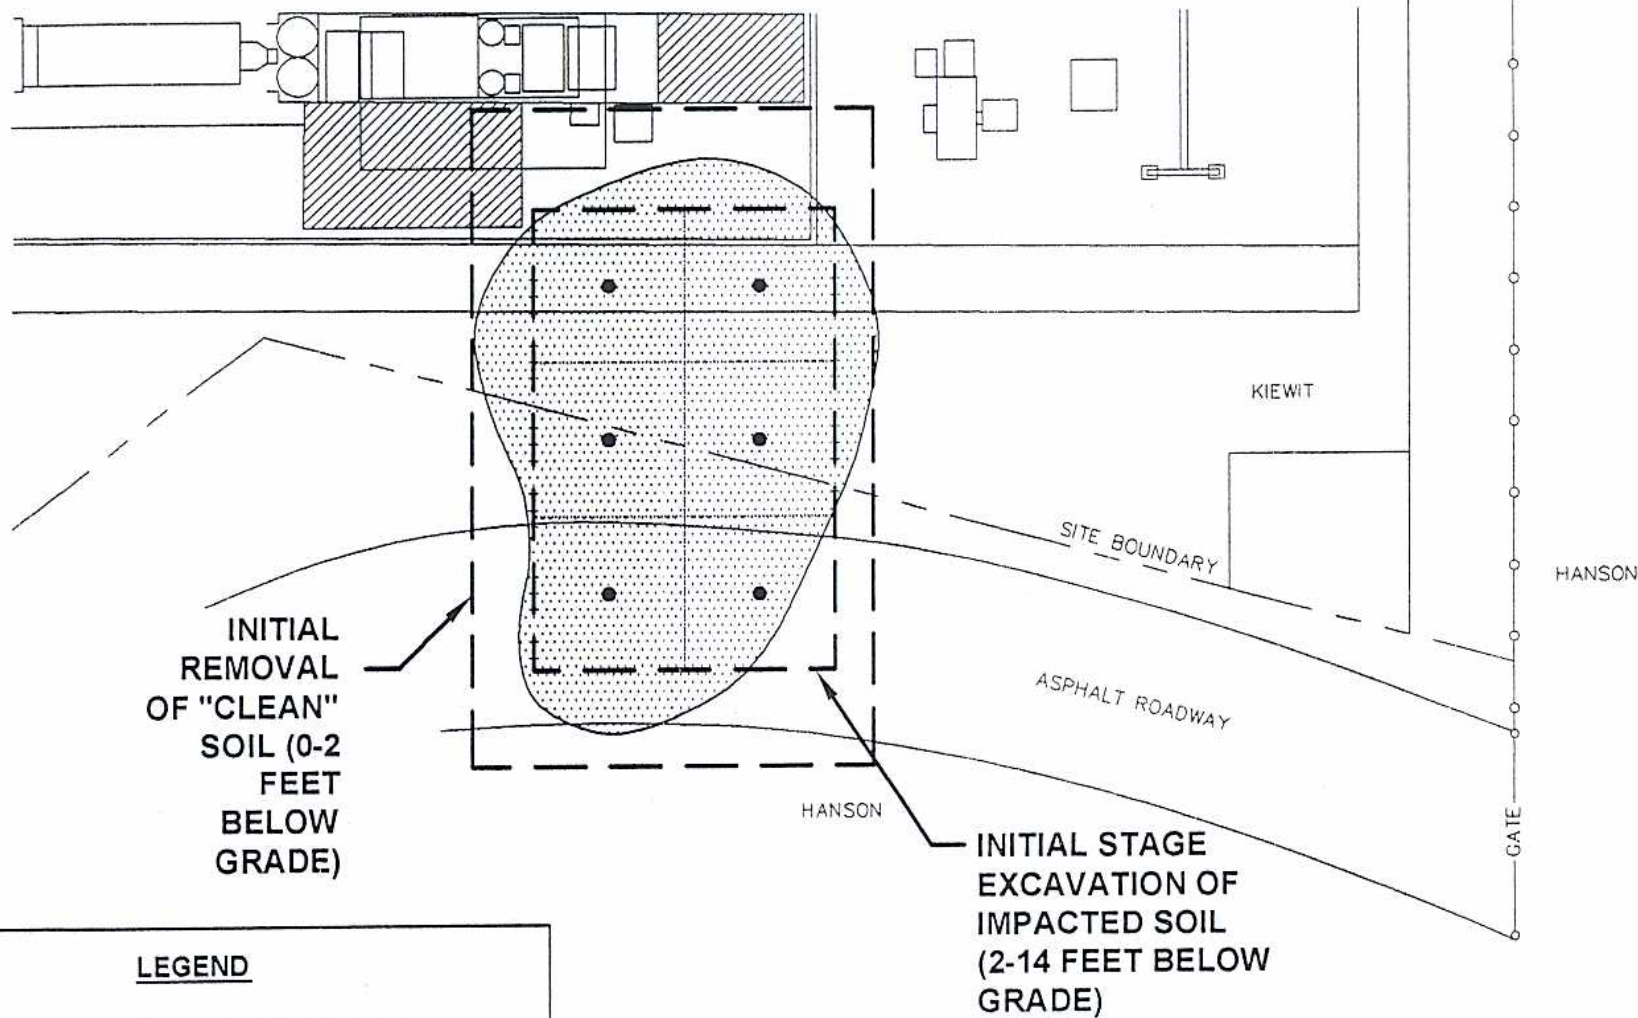 KIEWIT
SITE BOUNDARY
HANSON
INITIAL
REMOVAL
OF "CLEAN"
SOIL (0-2
FEET
BELOW
GRADE)
ASPHALT ROADWAY
HANSON
GATE
INITIAL STAGE
EXCAVATION OF
IMPACTED SOIL
(2-14 FEET BELOW
GRADE)
LEGEND